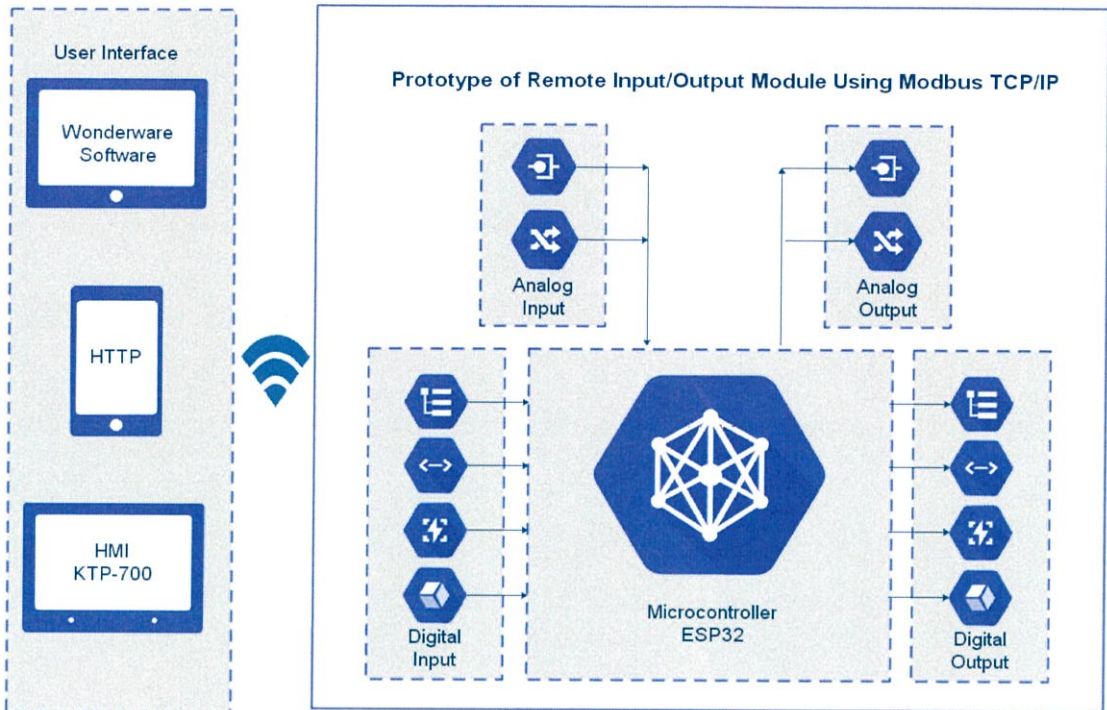 User Interface
Wonderware
Software
HTTP
HMI
KTP-700
Prototype of Remote Input/Output Module Using Modbus TCP/IP
Analog
Input
Analog
Output
Digital
Input
Microcontroller
ESP32
Digital
Output